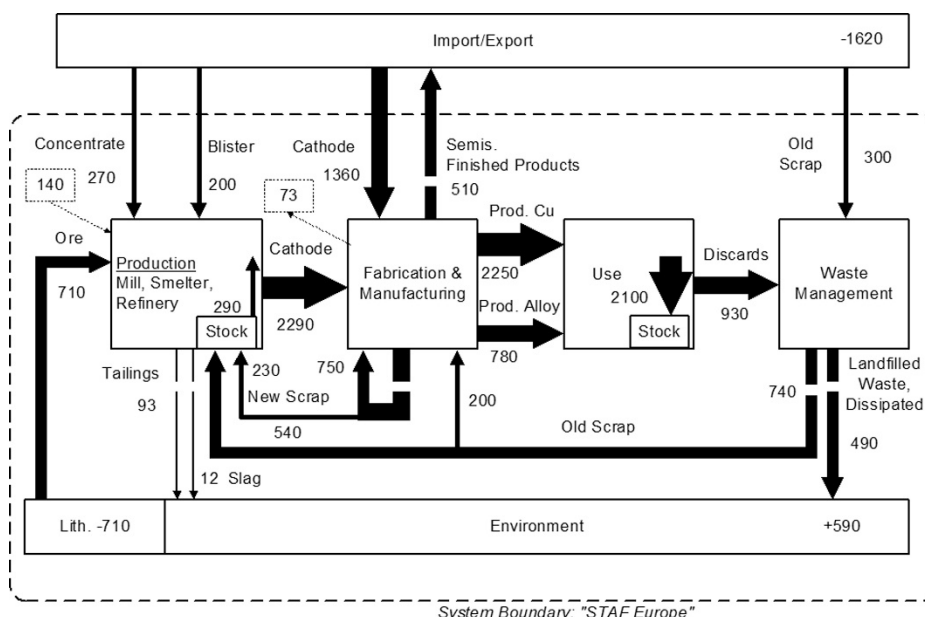 Import/Export
-1620
Concentrate
270
Blister
200
Cathode
1360
Semis.
Finished Products
510
Old
Scrap
300
140
73
Ore
710
Production
Mill, Smelter,
Refinery
290
Stock
Cathode
2290
Fabrication &
Manufacturing
Prod. Cu
2250
Prod. Alloy
780
Use
2100
Stock
Discards
930
Waste
Management
Tailings
93
230
New Scrap
540
750
200
Old Scrap
740
Landfilled
Waste,
Dissipated
490
12 Slag
Lith. -710
Environment
+590
System Boundary: "STAF Europe"